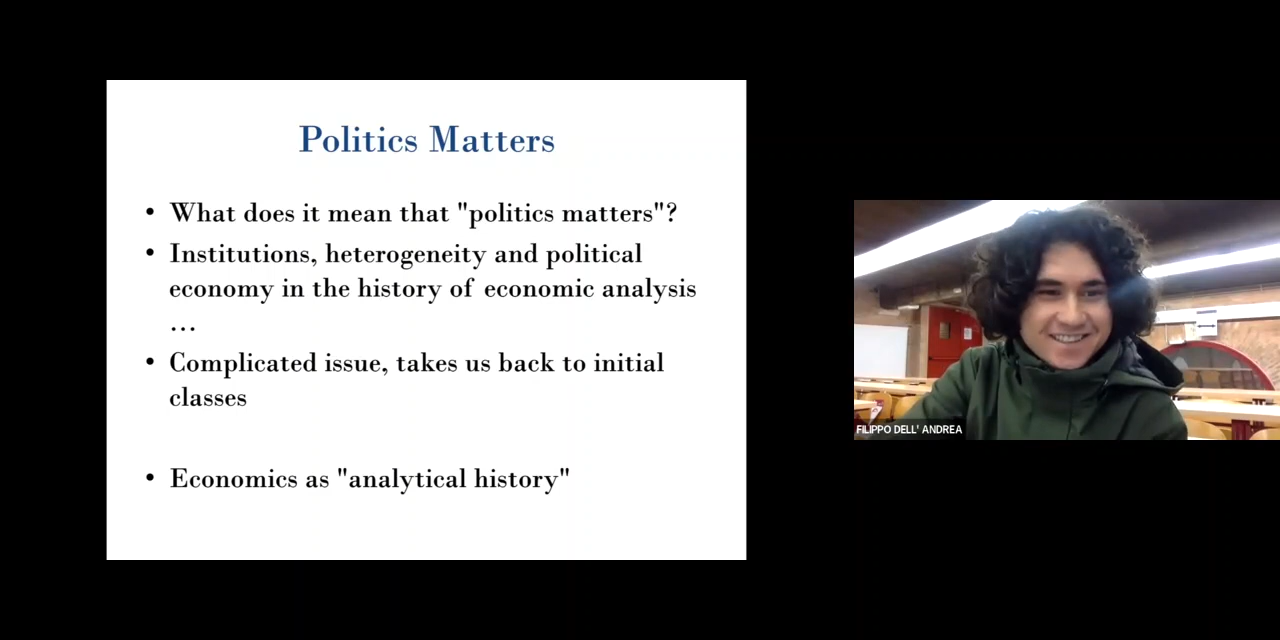 Politics Matters
• What does it mean that "politics matters"?
• Institutions, heterogeneity and political
economy in the history of economic analysis
...
• Complicated issue, takes us back to initial
classes
• Economics as "analytical history"
FILIPPO DELL' ANDREA